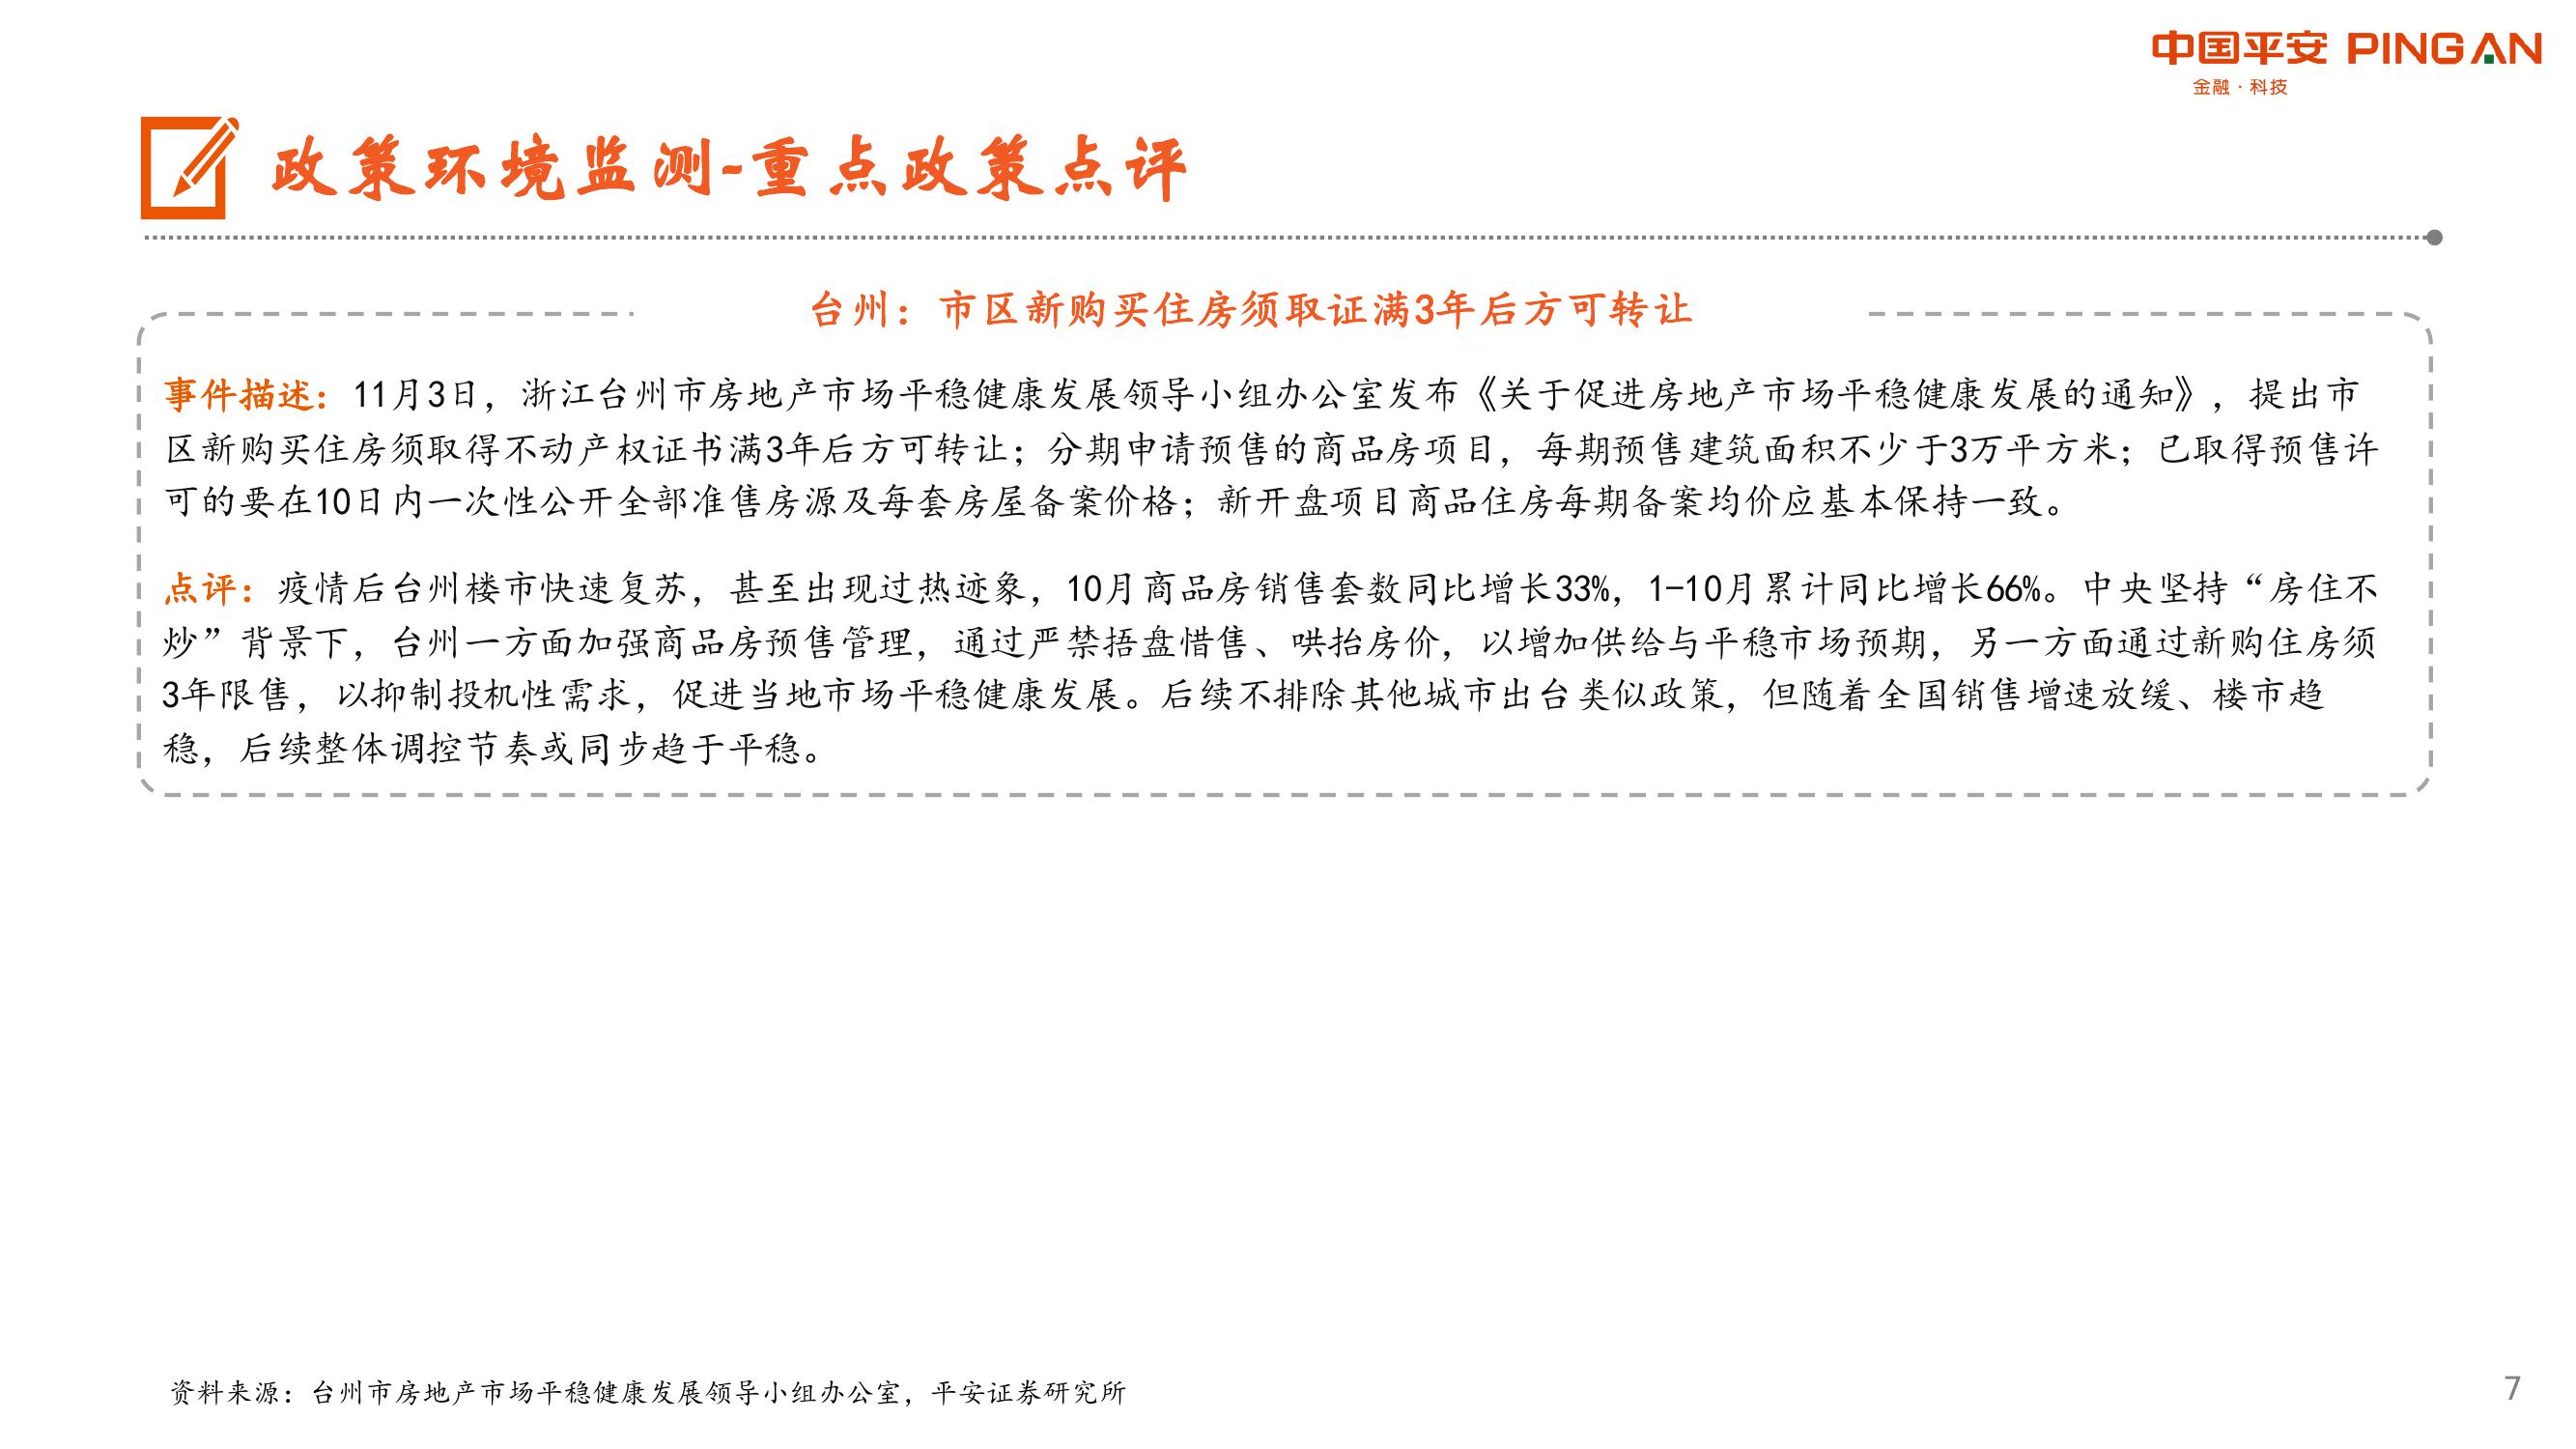 中国平安 PINGAN
金融·科技
政策环境监测-重点政策点评
台州：市区新购买住房须取证满3年后方可转让
事件描述：11月3日，浙江台州市房地产市场平稳健康发展领导小组办公室发布《关于促进房地产市场平稳健康发展的通知》，提出市
区新购买住房须取得不动产权证书满3年后方可转让；分期申请预售的商品房项目，每期预售建筑面积不少于3万平方米；已取得预售许
可的要在10日内一次性公开全部准售房源及每套房屋备案价格；新开盘项目商品住房每期备案均价应基本保持一致。
点评：疫情后台州楼市快速复苏，甚至出现过热迹象，10月商品房销售套数同比增长33%，1-10月累计同比增长66%。中央坚持“房住不
炒”背景下，台州一方面加强商品房预售管理，通过严禁捂盘惜售、哄抬房价，以增加供给与平稳市场预期，另一方面通过新购住房须
3年限售，以抑制投机性需求，促进当地市场平稳健康发展。后续不排除其他城市出台类似政策，但随着全国销售增速放缓、楼市趋
稳，后续整体调控节奏或同步趋于平稳。
资料来源：台州市房地产市场平稳健康发展领导小组办公室，平安证券研究所
7